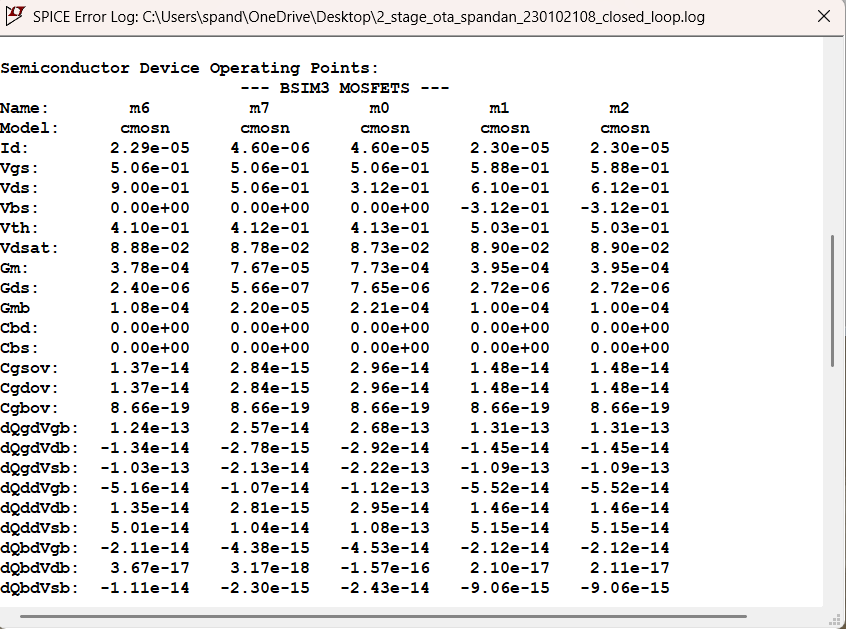 SPICE Error Log: C:\Users\spand\OneDrive\Desktop\2_stage_ota_spandan_230102108_closed_loop.log
Semiconductor Device Operating Points:
--- BSIM3 MOSFETS ---
Name: m6 m7 m0 m1 m2
Model: cmosn cmosn cmosn cmosn cmosn
Id: 2.29e-05 4.60e-06 4.60e-05 2.30e-05 2.30e-05
Vgs: 5.06e-01 5.06e-01 5.06e-01 5.88e-01 5.88e-01
Vds: 9.00e-01 5.06e-01 3.12e-01 6.10e-01 6.12e-01
Vbs: 0.00e+00 0.00e+00 0.00e+00 -3.12e-01 -3.12e-01
Vth: 4.10e-01 4.12e-01 4.13e-01 5.03e-01 5.03e-01
Vdsat: 8.88e-02 8.78e-02 8.73e-02 8.90e-02 8.90e-02
Gm: 3.78e-04 7.67e-05 7.73e-04 3.95e-04 3.95e-04
Gds: 2.40e-06 5.66e-07 7.65e-06 2.72e-06 2.72e-06
Gmb 1.08e-04 2.20e-05 2.21e-04 1.00e-04 1.00e-04
Cbd: 0.00e+00 0.00e+00 0.00e+00 0.00e+00 0.00e+00
Cbs: 0.00e+00 0.00e+00 0.00e+00 0.00e+00 0.00e+00
Cgsov: 1.37e-14 2.84e-15 2.96e-14 1.48e-14 1.48e-14
Cgdov: 1.37e-14 2.84e-15 2.96e-14 1.48e-14 1.48e-14
Cgbov: 8.66e-19 8.66e-19 8.66e-19 8.66e-19 8.66e-19
dQgdVgb: 1.24e-13 2.57e-14 2.68e-13 1.31e-13 1.31e-13
dQgdVdb: -1.34e-14 -2.78e-15 -2.92e-14 -1.45e-14 -1.45e-14
dQgdVsb: -1.03e-13 -2.13e-14 -2.22e-13 -1.09e-13 -1.09e-13
dQddVgb: -5.16e-14 -1.07e-14 -1.12e-13 -5.52e-14 -5.52e-14
dQddVdb: 1.35e-14 2.81e-15 2.95e-14 1.46e-14 1.46e-14
dQddVsb: 5.01e-14 1.04e-14 1.08e-13 5.15e-14 5.15e-14
dQbdVgb: -2.11e-14 -4.38e-15 -4.53e-14 -2.12e-14 -2.12e-14
dQbdVdb: 3.67e-17 3.17e-18 -1.57e-16 2.10e-17 2.11e-17
dQbdVsb: -1.11e-14 -2.30e-15 -2.43e-14 -9.06e-15 -9.06e-15